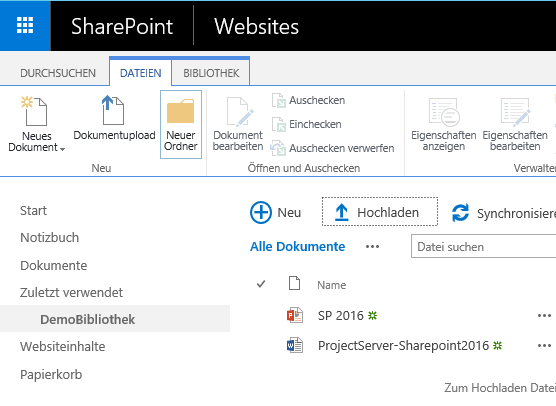 SharePoint Websites
DURCHSUCHEN DATEIEN BIBLIOTHEK
Neues
Dokument
Dokumentupload
Neuer
Ordner
Neu
Dokument
bearbeiten
Auschecken
Einchecken
Auschecken verwerfen
Öffnen und Auschecken
Eigenschaften
anzeigen
Eigenschaften
bearbeiten
Verwalte
Start
Notizbuch
Dokumente
Zuletzt verwendet
DemoBibliothek
Websiteinhalte
Papierkorb
Neu Hochladen Synchronisiere
Alle Dokumente ••• Datei suchen
Name
SP 2016
ProjectServer-Sharepoint2016
Zum Hochladen Datei